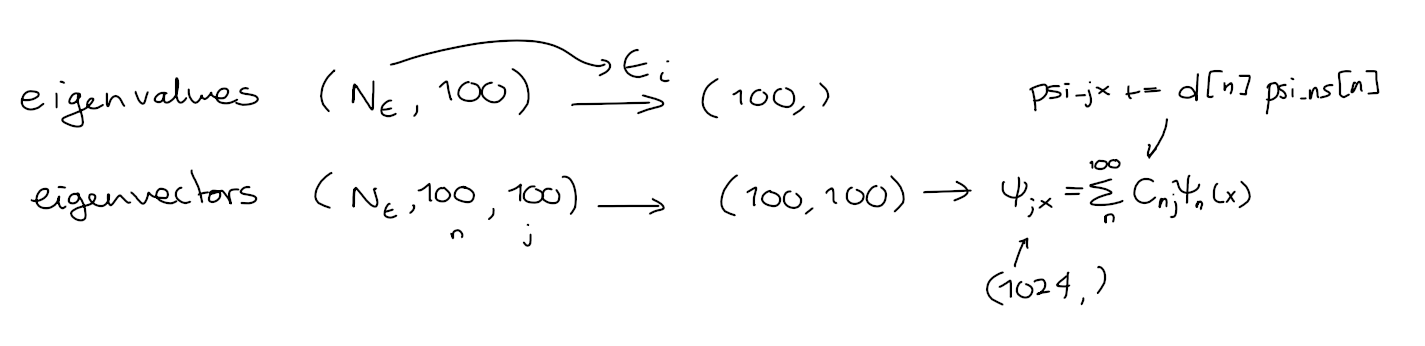 eigenvalues (N_ϵ, 100) → ϵ_i (100,) psi_jx += d[n] psi_ns[n]
eigenvectors (N_ϵ, 100, 100) → (100, 100) → ψ_jx = Σ_n^100 C_nj ψ_n(x)
n j
(1024,)